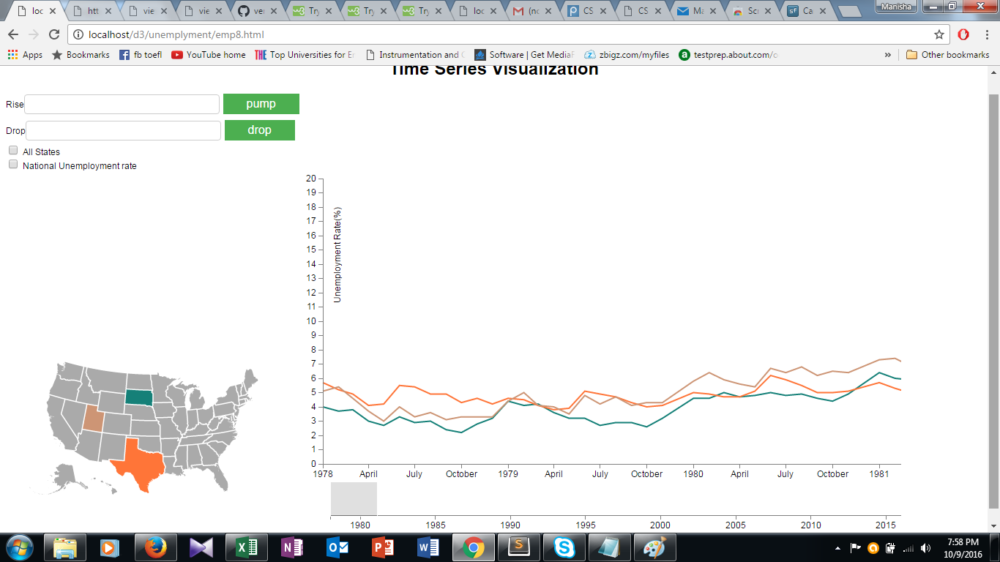 loc htt vie vie ver Try Try Try loc M (no CS CS Ma Scr Ca Manisha
localhost/d3/unemplyment/emp8.html
Apps Bookmarks fb toefl YouTube home THE Top Universities for En Instrumentation and C Software | Get MediaF zbigz.com/myfiles a testprep.about.com/o » Other bookmarks
Time Series Visualization
Rise pump
Drop drop
All States
National Unemployment rate
20
19
18
17
16
15
14
13
12
11
10
9
8
7
6
5
4
3
2
1
0
Unemployment Rate(%)
1978 April July October 1979 April July October 1980 April July October 1981
1980 1985 1990 1995 2000 2005 2010 2015
7:58 PM
10/9/2016